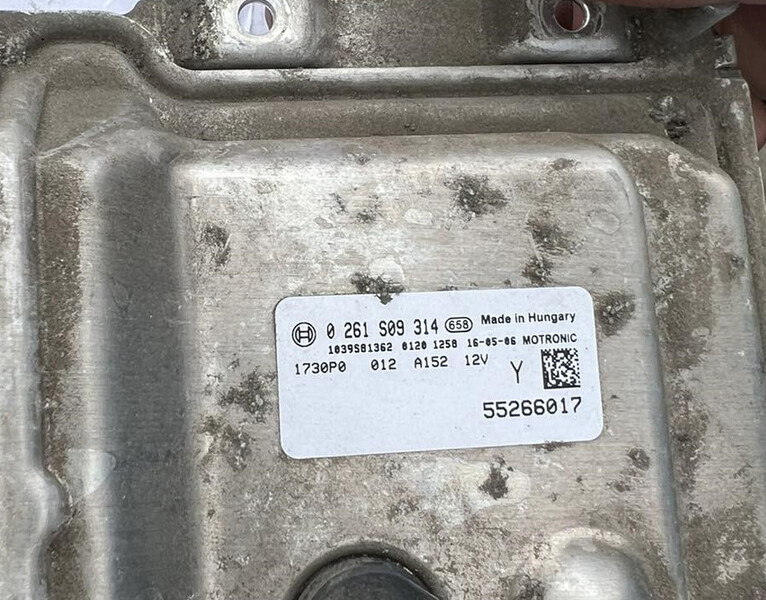 0 261 S09 314 658 Made in Hungary
1039S81362 0120 1258 16-05-06 MOTRONIC
1730P0 012 A152 12V Y
55266017